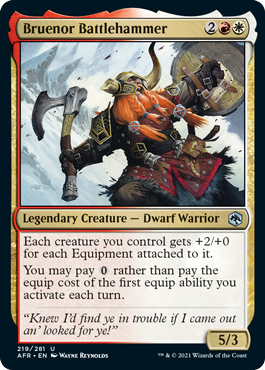 Bruenor Battlehammer 2
Legendary Creature — Dwarf Warrior
Each creature you control gets +2/+0
for each Equipment attached to it.
You may pay 0 rather than pay the
equip cost of the first equip ability you
activate each turn.
"Knew I'd find ye in trouble if I came out
an' looked for ye!"
5/3
219/281 U
AFR • EN Wayne Reynolds
™ & © 2021 Wizards of the Coast